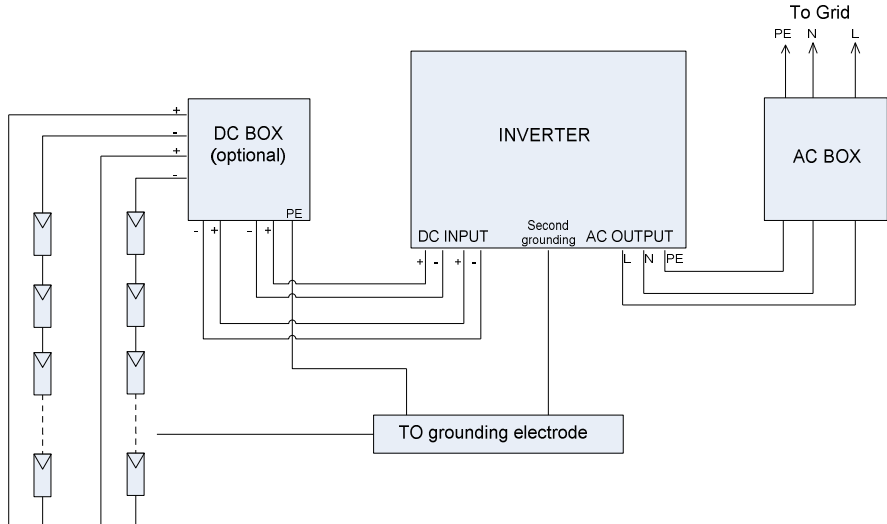 To Grid
PE N L
+
-
+
-
DC BOX
(optional)
PE
- + - +
INVERTER
DC INPUT
Second
grounding
AC OUTPUT
+ - + -
L N PE
AC BOX
TO grounding electrode